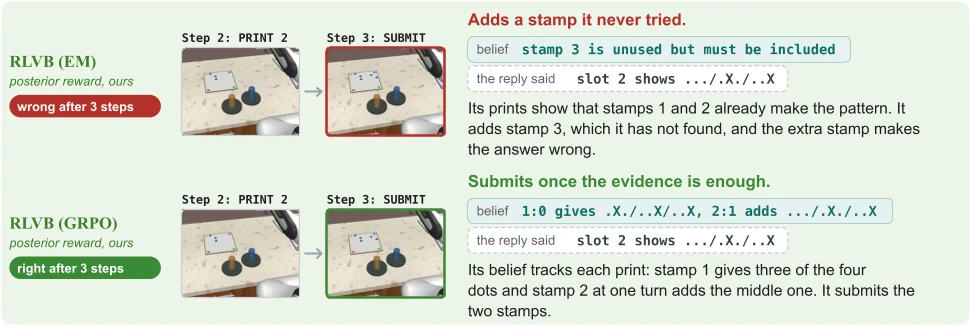 Adds a stamp it never tried.
RLVB (EM)
posterior reward, ours
wrong after 3 steps
Step 2: PRINT 2
Step 3: SUBMIT
belief stamp 3 is unused but must be included
the reply said slot 2 shows .../.X./..X
Its prints show that stamps 1 and 2 already make the pattern. It
adds stamp 3, which it has not found, and the extra stamp makes
the answer wrong.
Submits once the evidence is enough.
RLVB (GRPO)
posterior reward, ours
right after 3 steps
Step 2: PRINT 2
Step 3: SUBMIT
belief 1:0 gives .X./..X/..X, 2:1 adds .../.X./..X
the reply said slot 2 shows .../.X./..X
Its belief tracks each print: stamp 1 gives three of the four
dots and stamp 2 at one turn adds the middle one. It submits the
two stamps.